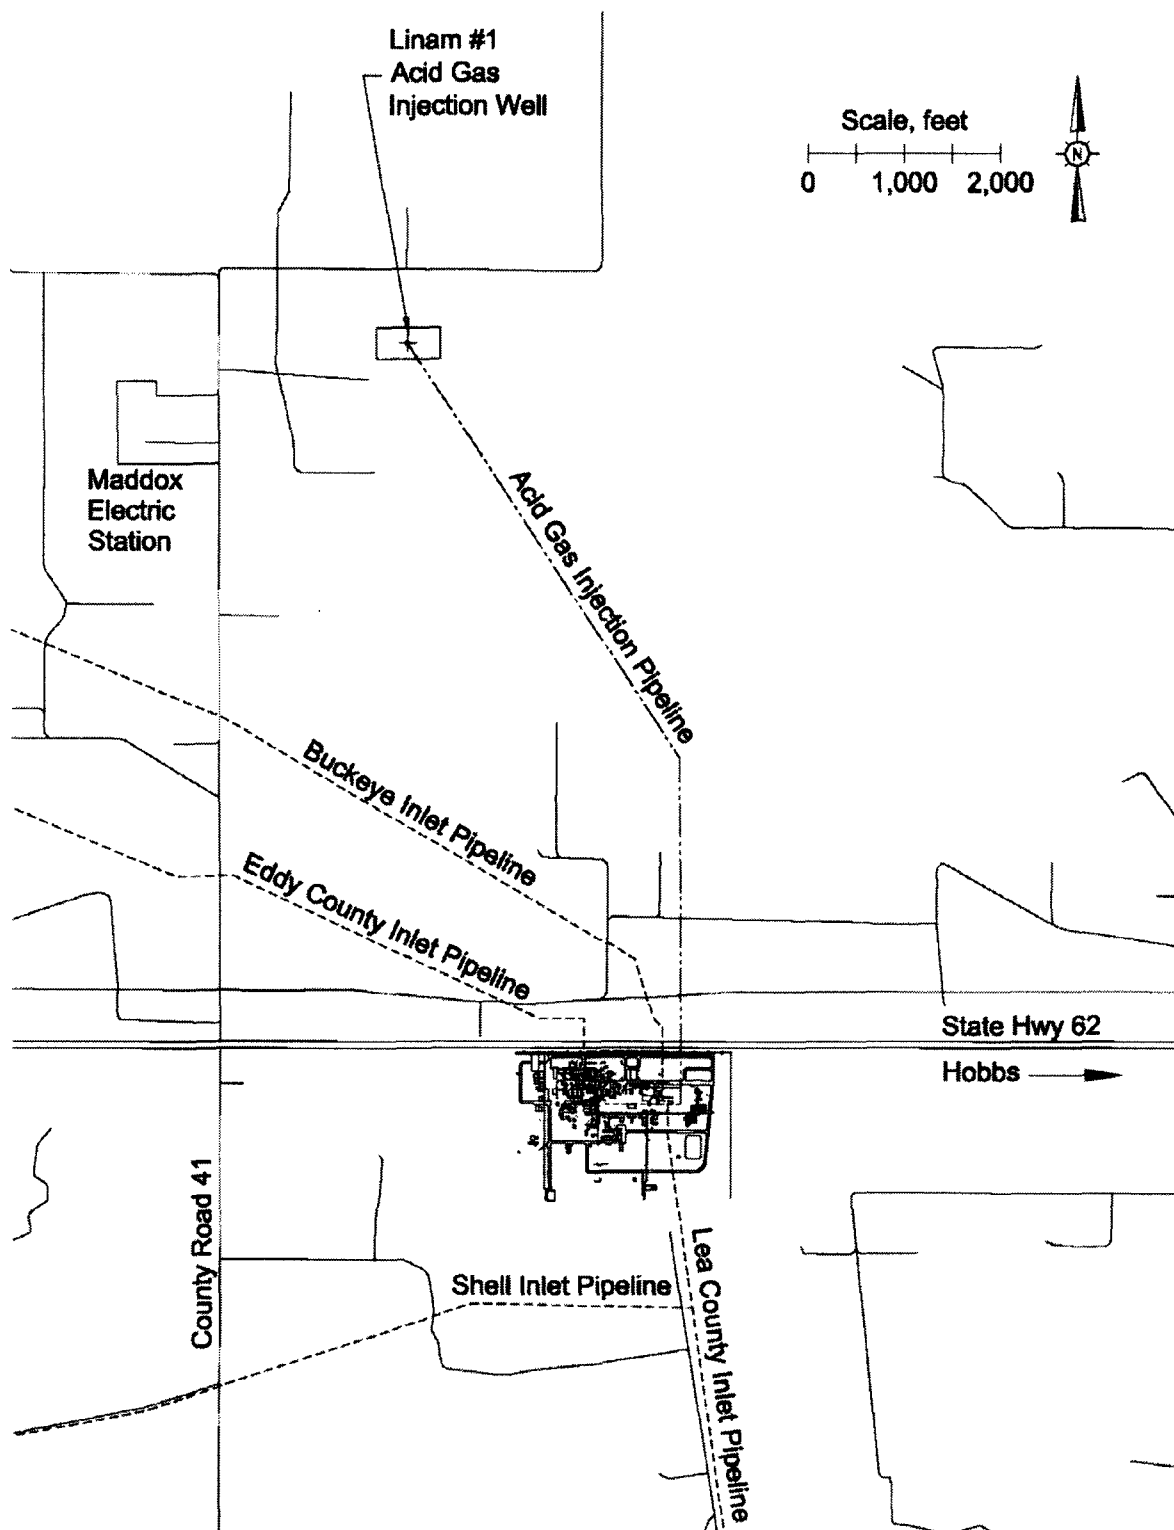 Linam #1
Acid Gas
Injection Well
Scale, feet
0 1,000 2,000
N
Maddox
Electric
Station
Acid Gas Injection Pipeline
Buckeye Inlet Pipeline
Eddy County Inlet Pipeline
State Hwy 62
Hobbs
County Road 41
Shell Inlet Pipeline
Lea County Inlet Pipeline